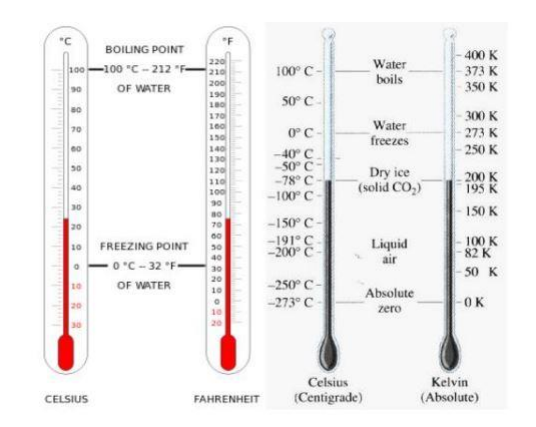 °C
°F
BOILING POINT
100 °C – 212 °F
OF WATER
100
90
80
70
60
50
40
30
20
10
0
10
20
30
220
210
200
190
180
170
160
150
140
130
120
110
100
90
80
70
60
50
40
30
20
10
0
10
20
FREEZING POINT
0 °C – 32 °F
OF WATER
CELSIUS
FAHRENHEIT
100° C
50° C
0° C
–40° C
–50° C
–78° C
–100° C
–150° C
–191° C
–200° C
–250° C
–273° C
Water
boils
Water
freezes
Dry ice
(solid CO₂)
Liquid
air
Absolute
zero
400 K
373 K
350 K
300 K
273 K
250 K
200 K
195 K
150 K
100 K
82 K
50 K
0 K
Celsius
(Centigrade)
Kelvin
(Absolute)